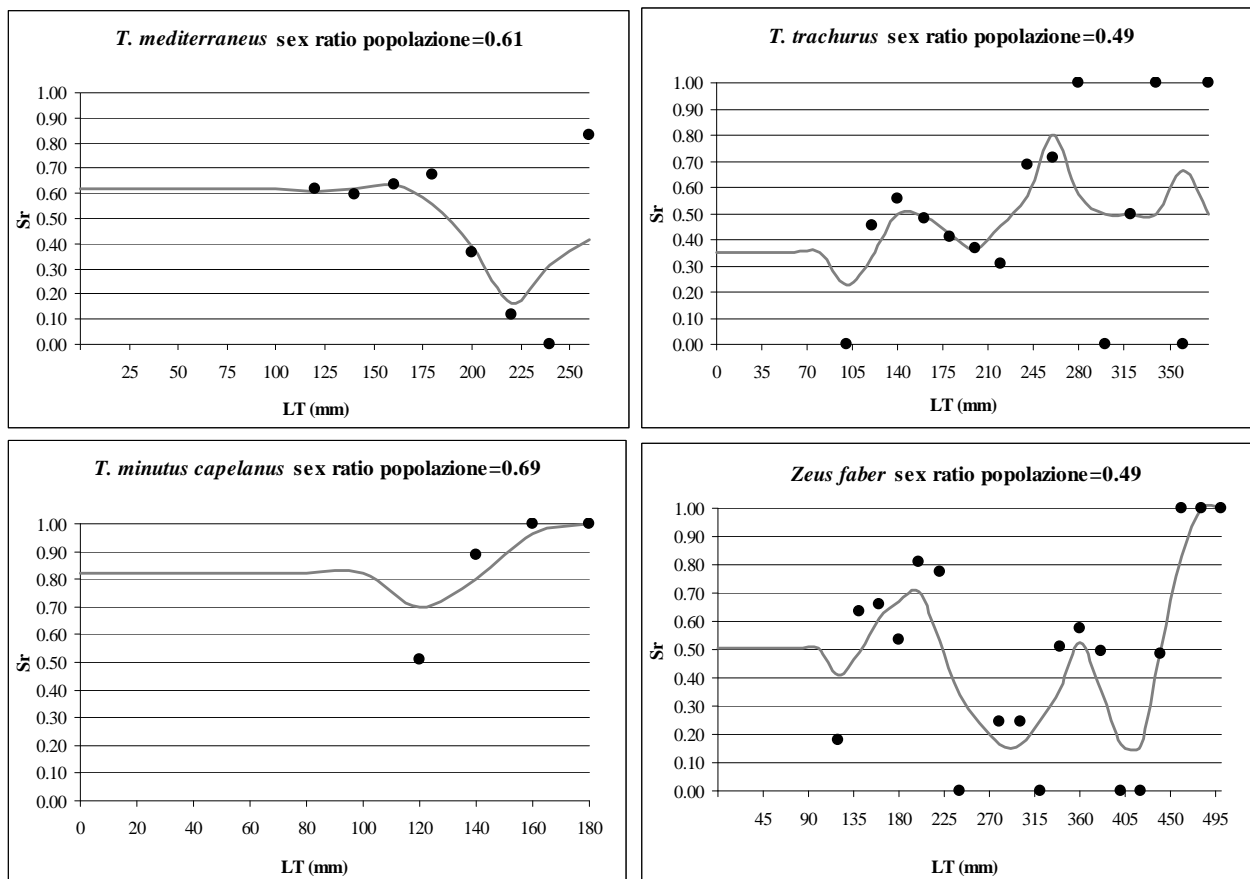 T. mediterraneus sex ratio popolazione=0.61
1.00
0.90
0.80
0.70
0.60
0.50
0.40
0.30
0.20
0.10
0.00
Sr
25 50 75 100 125 150 175 200 225 250
LT (mm)
T. trachurus sex ratio popolazione=0.49
1.00
0.90
0.80
0.70
0.60
0.50
0.40
0.30
0.20
0.10
0.00
Sr
0 35 70 105 140 175 210 245 280 315 350
LT (mm)
T. minutus capelanus sex ratio popolazione=0.69
1.00
0.90
0.80
0.70
0.60
0.50
0.40
0.30
0.20
0.10
0.00
Sr
0 20 40 60 80 100 120 140 160 180
LT (mm)
Zeus faber sex ratio popolazione=0.49
1.00
0.90
0.80
0.70
0.60
0.50
0.40
0.30
0.20
0.10
0.00
Sr
45 90 135 180 225 270 315 360 405 450 495
LT (mm)